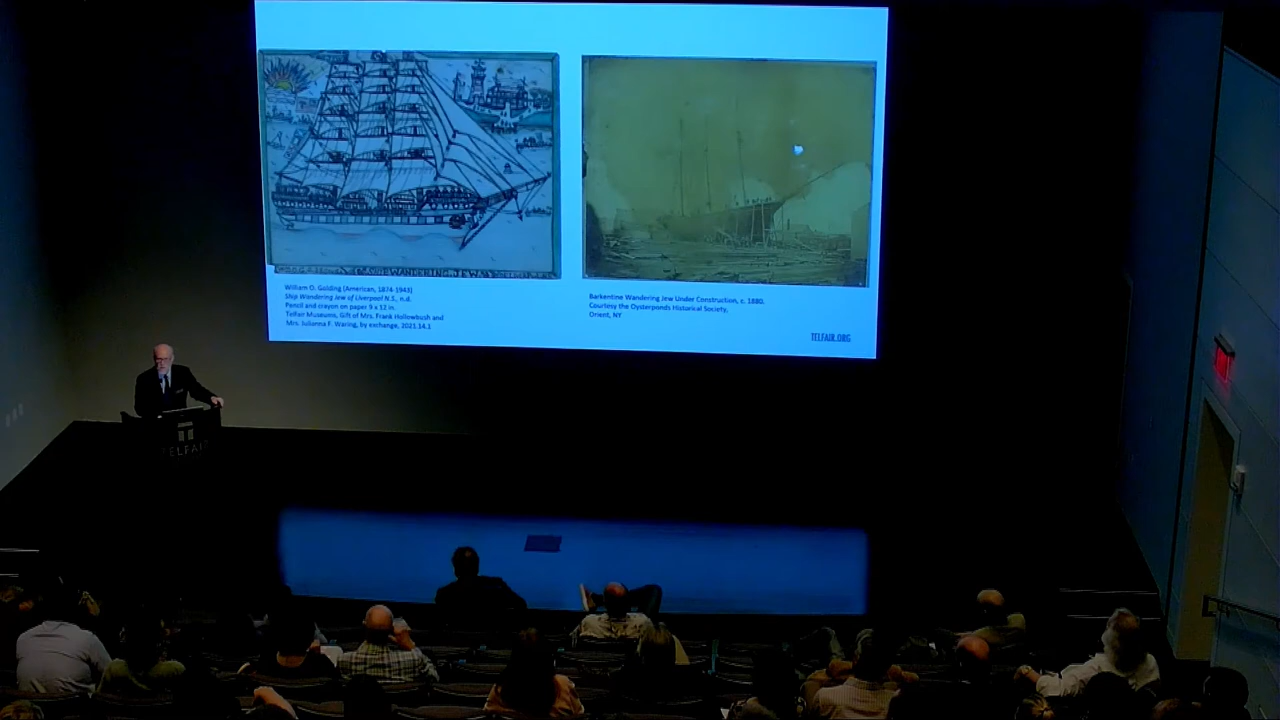 WANDERING JEW
William O. Golding (American, 1874-1943)
Ship Wandering Jew of Liverpool N.S., n.d.
Pencil and crayon on paper 9 x 12 in.
Telfair Museums, Gift of Mrs. Frank Hollowbush and
Mrs. Julianna F. Waring, by exchange, 2021.14.1
Barkentine Wandering Jew Under Construction, c. 1880,
Courtesy the Oysterponds Historical Society,
Orient, NY
TELFAIR.ORG
TELFAIR